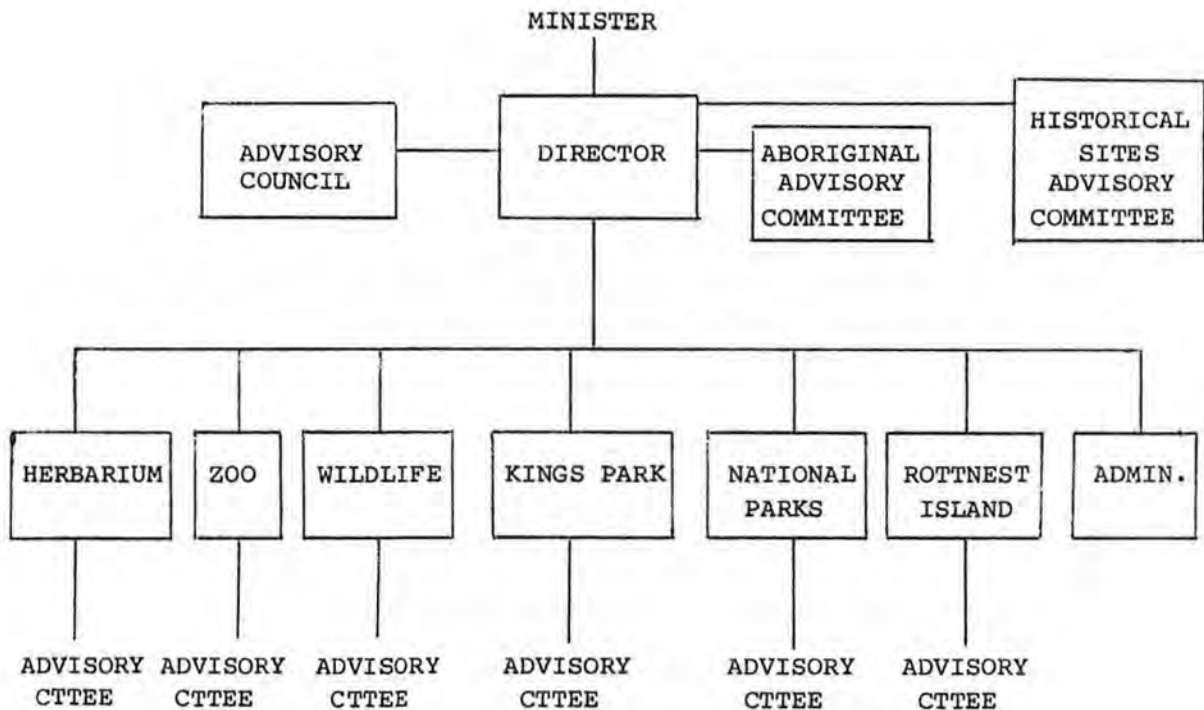 MINISTER
ADVISORY
COUNCIL
DIRECTOR
ABORIGINAL
ADVISORY
COMMITTEE
HISTORICAL
SITES
ADVISORY
COMMITTEE
HERBARIUM
ZOO
WILDLIFE
KINGS PARK
NATIONAL
PARKS
ROTTNEST
ISLAND
ADMIN.
ADVISORY
CTTEE
ADVISORY
CTTEE
ADVISORY
CTTEE
ADVISORY
CTTEE
ADVISORY
CTTEE
ADVISORY
CTTEE